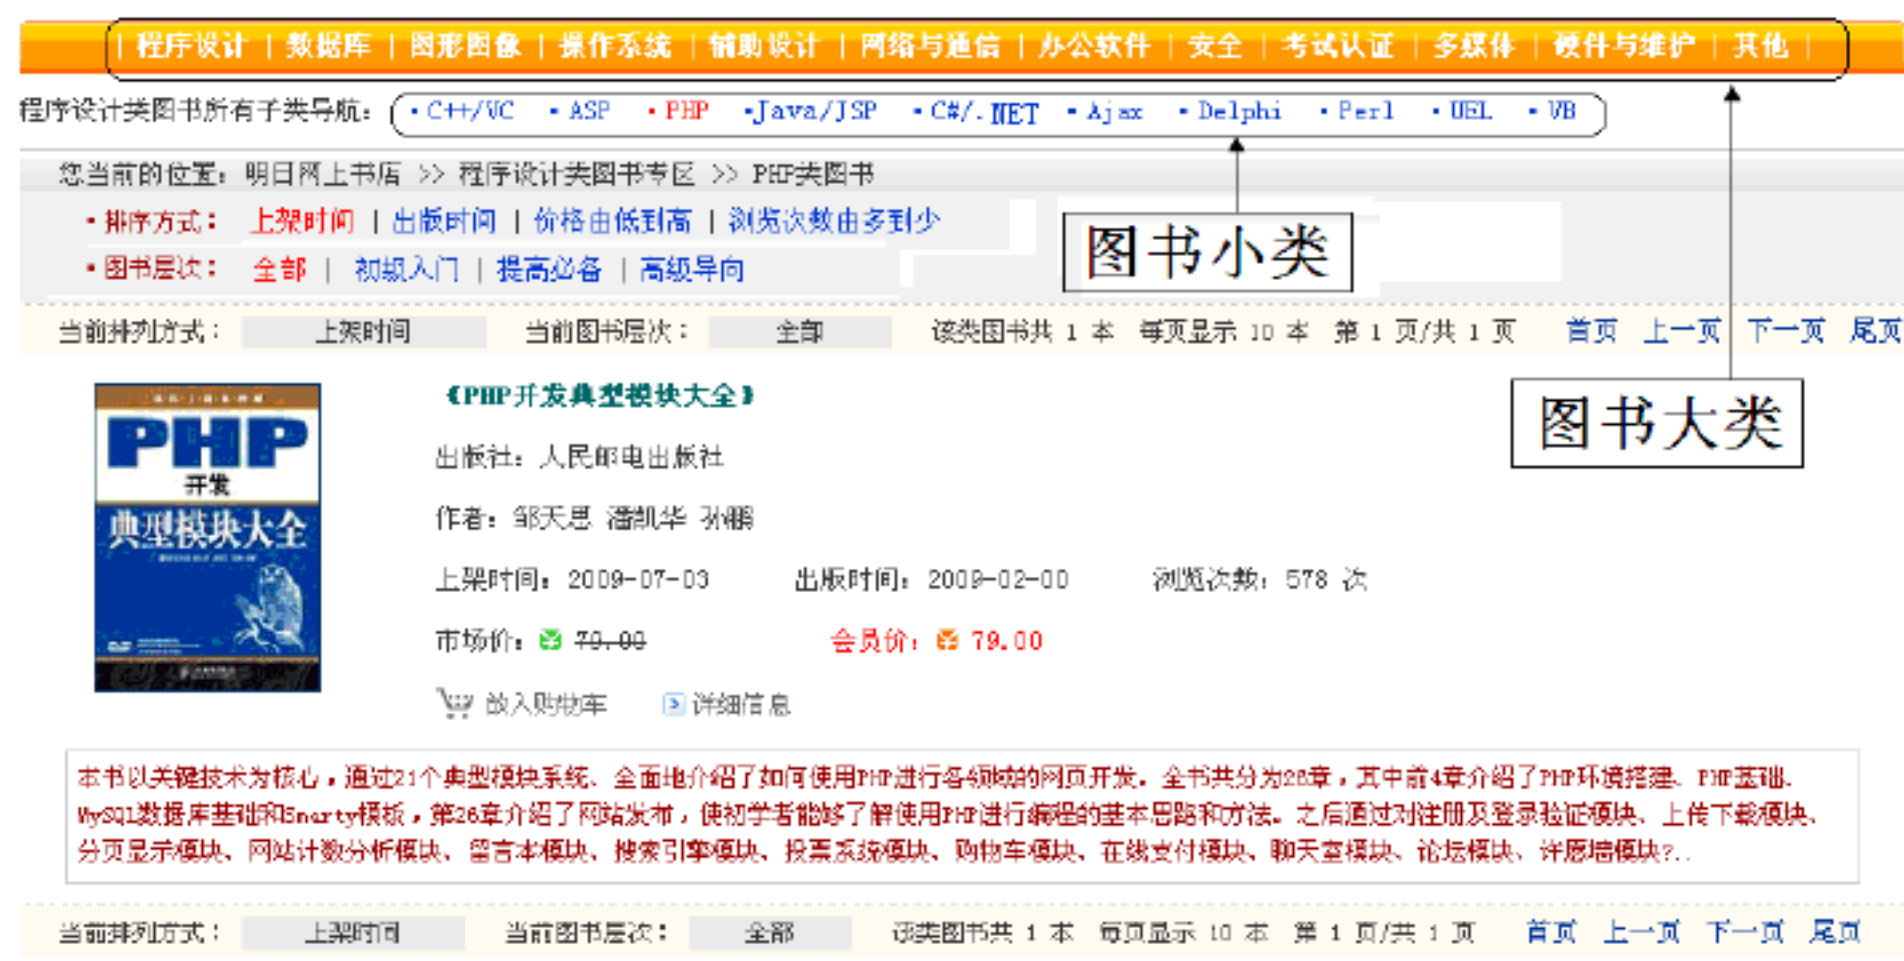 | 程序设计 | 数据库 | 图形图像 | 操作系统 | 辅助设计 | 网络与通信 | 办公软件 | 安全 | 考试认证 | 多媒体 | 硬件与维护 | 其他 |
程序设计类图书所有子类导航： ·C++/VC ·ASP ·PHP ·Java/JSP ·C#/.NET ·Ajax ·Delphi ·Perl ·UML ·VB
您当前的位置：明日网上书店 >> 程序设计类图书专区 >> PHP类图书
·排序方式： 上架时间 | 出版时间 | 价格由低到高 | 浏览次数由多到少
图书小类
·图书层次： 全部 | 初级入门 | 提高必备 | 高级导向
当前排列方式： 上架时间 当前图书层次： 全部 该类图书共 1 本 每页显示 10 本 第 1 页/共 1 页 首页 上一页 下一页 尾页
图书大类
PHP
开发
典型模块大全
《PHP开发典型模块大全》
出版社：人民邮电出版社
作者：邹天思 潘凯华 孙鹏
上架时间：2009-07-03 出版时间：2009-02-00 浏览次数：578 次
市场价： 79.00 会员价： 79.00
放入购物车 详细信息
本书以关键技术为核心，通过21个典型模块系统、全面地介绍了如何使用PHP进行各领域的网页开发。全书共分为26章，其中前4章介绍了PHP环境搭建、PHP基础、
MySQL数据库基础和Smarty模板，第26章介绍了网站发布，使初学者能够了解使用PHP进行编程的基本思路和方法。之后通过对注册及登录验证模块、上传下载模块、
分页显示模块、网站计数分析模块、留言本模块、搜索引擎模块、投票系统模块、购物车模块、在线支付模块、聊天室模块、论坛模块、许愿墙模块?..
当前排列方式： 上架时间 当前图书层次： 全部 该类图书共 1 本 每页显示 10 本 第 1 页/共 1 页 首页 上一页 下一页 尾页